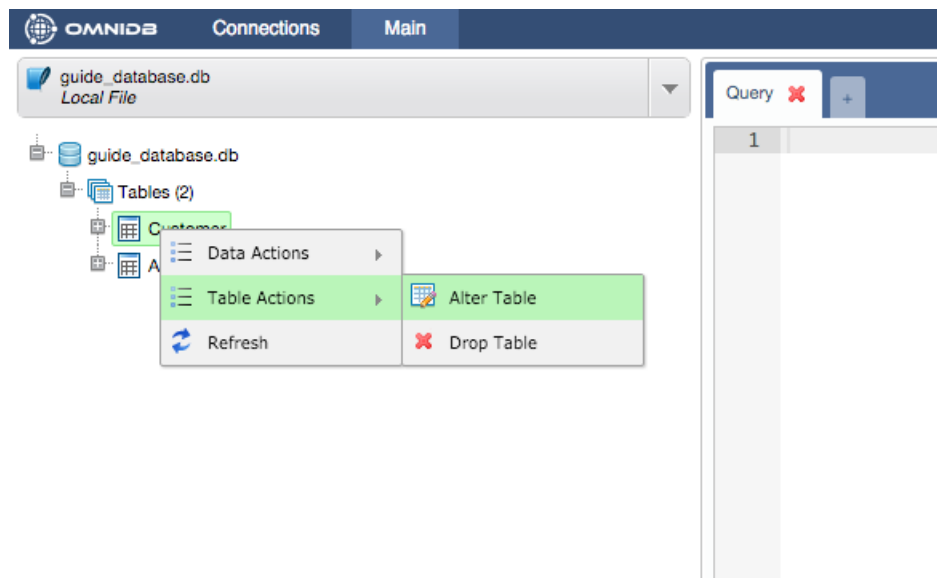 OMNIDB Connections Main
guide_database.db
Local File
Query +
1
guide_database.db
Tables (2)
Customer
A
Data Actions
Table Actions
Refresh
Alter Table
Drop Table